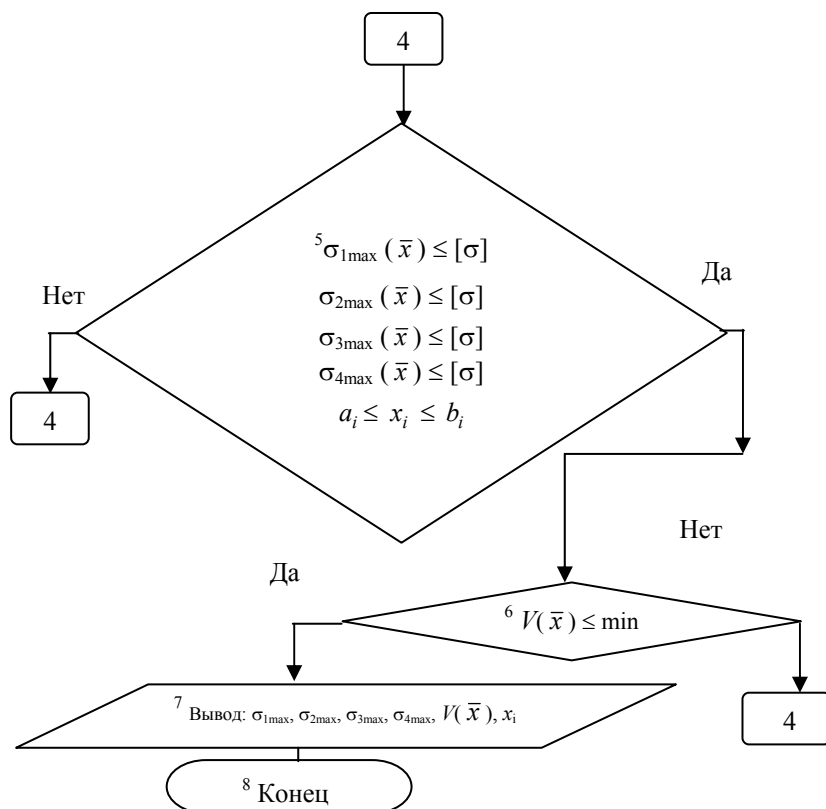 4
⁵σ₁max (x̄) ≤ [σ]
Да
Нет
σ₂max (x̄) ≤ [σ]
σ₃max (x̄) ≤ [σ]
σ₄max (x̄) ≤ [σ]
4
aᵢ ≤ xᵢ ≤ bᵢ
Нет
Да
⁶ V(x̄) ≤ min
⁷ Вывод: σ₁max, σ₂max, σ₃max, σ₄max, V(x̄), xᵢ
4
⁸ Конец